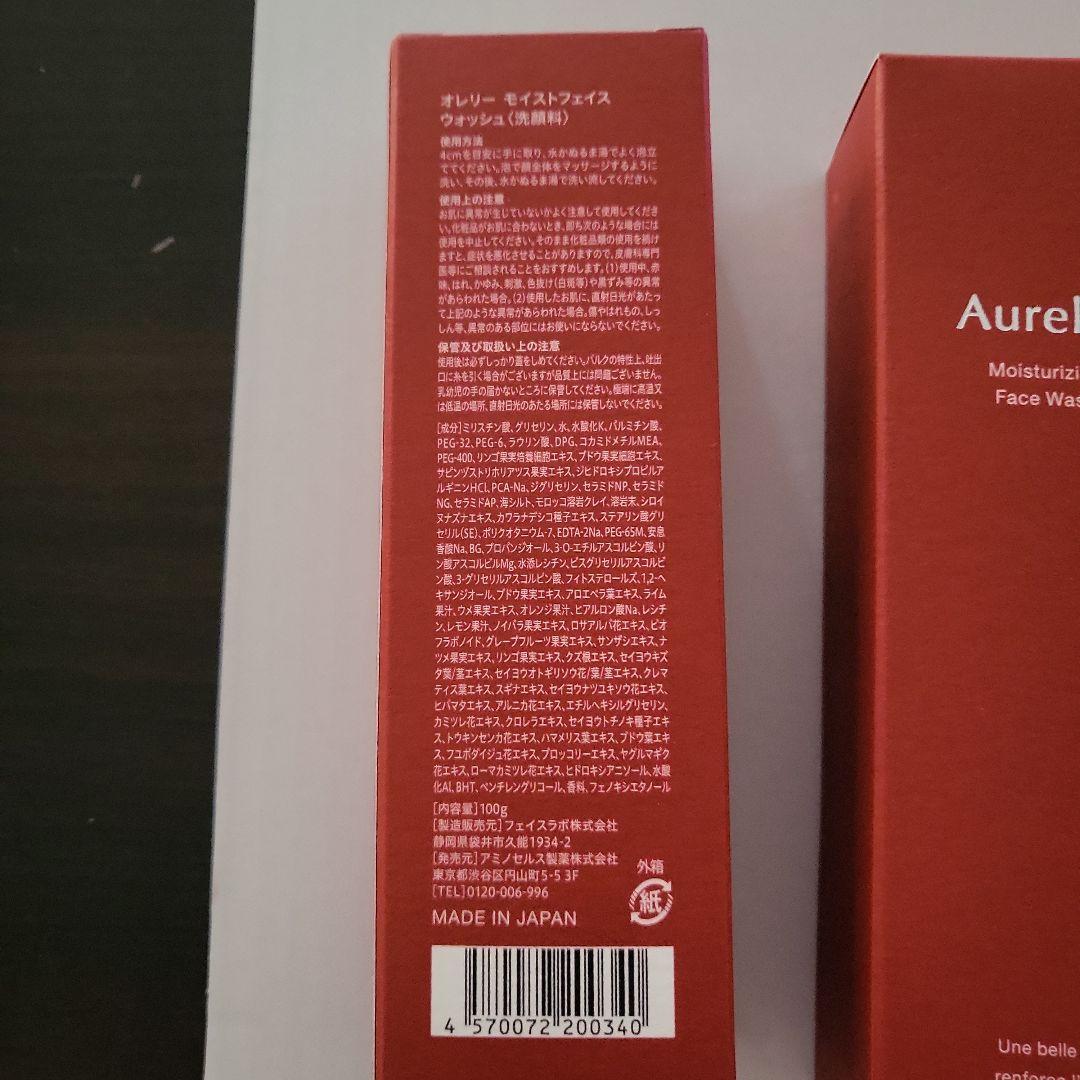 オレリー モイストフェイス
ウォッシュ〈洗顔料〉
使用方法
4cmを目安に手に取り、水かぬるま湯でよく泡立
ててください。泡で顔全体をマッサージするように
洗い、その後、水かぬるま湯で洗い流してください。
使用上の注意
お肌に異常が生じていないかよく注意して使用してくださ
い。化粧品がお肌に合わないとき、即ち次のような場合には
使用を中止してください。そのまま化粧品類の使用を続け
ますと、症状を悪化させることがありますので、皮膚科専門
医等にご相談されることをおすすめします。(1)使用中、赤
味、はれ、かゆみ、刺激、色抜け(白斑等)や黒ずみ等の異常
があらわれた場合。(2)使用したお肌に、直射日光があたっ
て上記のような異常があらわれた場合。傷やはれもの、しっ
しん等、異常のある部位にはお使いにならないでください。
保管及び取扱い上の注意
使用後は必ずしっかり蓋をしめてください。バルクの特性上、吐出
口に糸を引く場合がございますが品質上には問題ございません。
乳幼児の手の届かないところに保管してください。極端に高温又
は低温の場所、直射日光のあたる場所には保管しないでください。
[成分]ミリスチン酸、グリセリン、水、水酸化K、パルミチン酸、
PEG-32、PEG-6、ラウリン酸、DPG、コカミドメチルMEA、
PEG-400、リンゴ果実培養細胞エキス、ブドウ果実細胞エキス、
サピンヅストリホリアツス果実エキス、ジヒドロキシプロピルア
ルギニンHCl、PCA-Na、ジグリセリン、セラミドNP、セラミド
NG、セラミドAP、海シルト、モロッコ溶岩クレイ、溶岩末、シロイ
ヌナズナエキス、カワラナデシコ種子エキス、ステアリン酸グリ
セリル(SE)、ポリクオタニウム-7、EDTA-2Na、PEG-65M、安息
香酸Na、BG、プロパンジオール、3-O-エチルアスコルビン酸、リ
ン酸アスコルビルMg、水添レシチン、ビスグリセリルアスコルビ
ン酸、3-グリセリルアスコルビン酸、フィトステロールズ、1,2-ヘ
キサンジオール、ブドウ果実エキス、アロエベラ葉エキス、ライム
果汁、ウメ果実エキス、オレンジ果汁、ヒアルロン酸Na、レシチ
ン、レモン果汁、ノイバラ果実エキス、ロサアルバ花エキス、ビオ
フラボノイド、グレープフルーツ果実エキス、サンザシエキス、ナ
ツメ果実エキス、リンゴ果実エキス、クズ根エキス、セイヨウキズ
タ葉/茎エキス、セイヨウオトギリソウ花/葉/茎エキス、クレマ
ティス葉エキス、スギナエキス、セイヨウナツユキソウ花エキス、
ヒバマタエキス、アルニカ花エキス、エチルヘキシルグリセリン、
カミツレ花エキス、クロレラエキス、セイヨウトチノキ種子エキ
ス、トウキンセンカ花エキス、ハマメリス葉エキス、ブドウ葉エキ
ス、フユボダイジュ花エキス、ブロッコリーエキス、ヤグルマギク
花エキス、ローマカミツレ花エキス、ヒドロキシアニソール、水酸
化Al、BHT、ペンチレングリコール、香料、フェノキシエタノール
[内容量]100g
[製造販売元]フェイスラボ株式会社
静岡県袋井市久能1934-2
[発売元]アミノセルス製薬株式会社
東京都渋谷区円山町5-5 3F
[TEL]0120-006-996
外箱
紙
MADE IN JAPAN
4 570072 200340
Aurel
Moisturizi
Face Was
Une belle
renforce l'